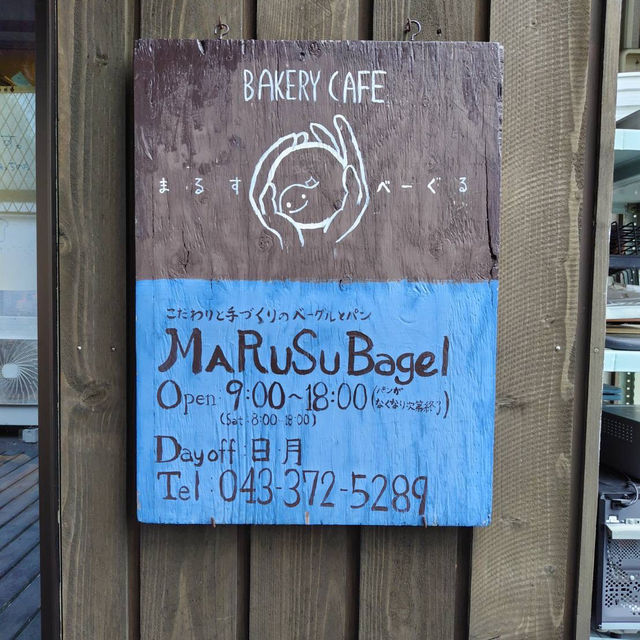 BAKERY CAFE
まるす べーぐる
こだわりと手づくりのベーグルとパン
MARuSu Bagel
Open 9:00~18:00 (パンがなくなり次第終了)
(Sat 8:00 18:00)
Day off 日 月
Tel 043-372-5289